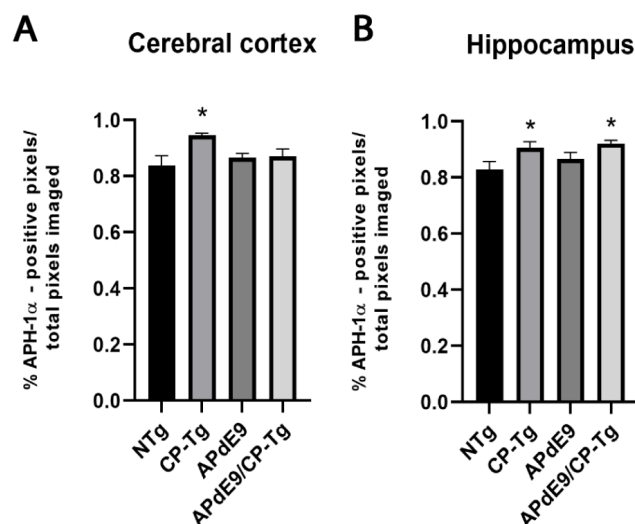 A
Cerebral cortex
% APH-1α - positive pixels/
total pixels imaged
1.0
0.8
0.6
0.4
0.2
0.0
*
NTg
CP-Tg
APdE9
APdE9/CP-Tg
B
Hippocampus
% APH-1α - positive pixels/
total pixels imaged
1.0
0.8
0.6
0.4
0.2
0.0
*
*
NTg
CP-Tg
APdE9
APdE9/CP-Tg